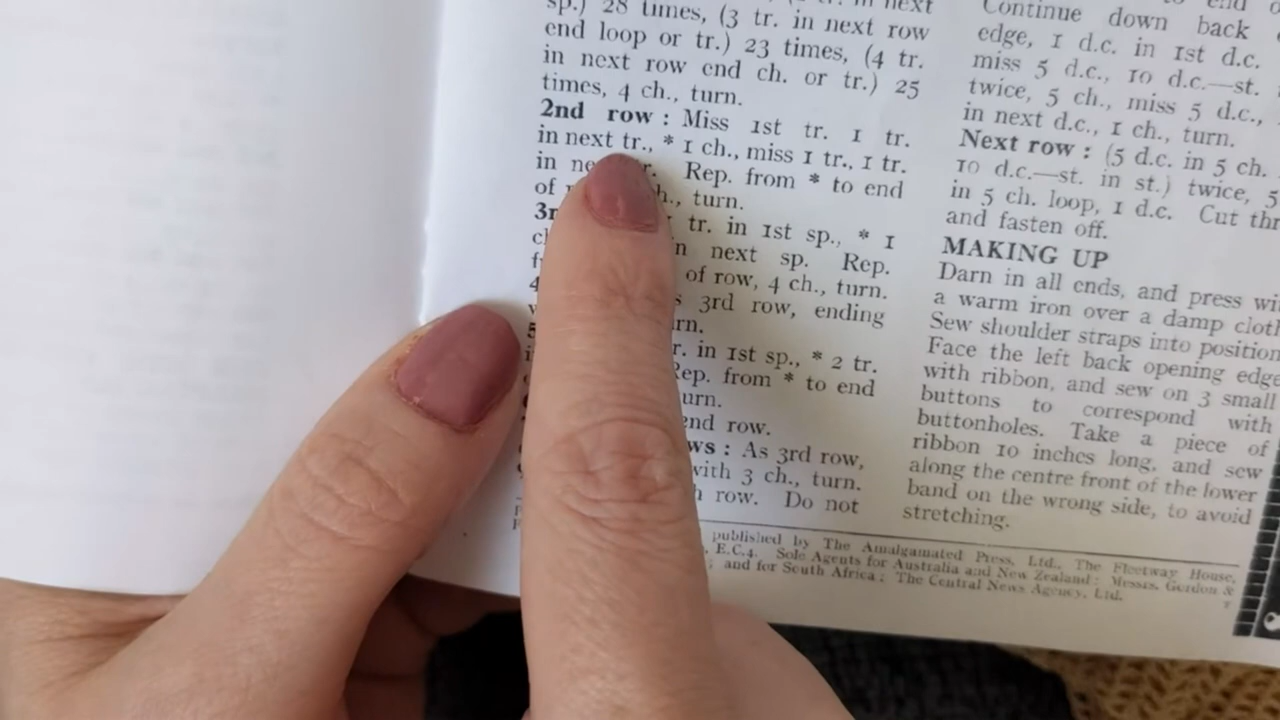 sp.) 28 times, (3 tr. in next row
end loop or tr.) 23 times, (4 tr.
in next row end ch. or tr.) 25
times, 4 ch., turn.
2nd row : Miss 1st tr. 1 tr.
in next tr., * 1 ch., miss 1 tr., 1 tr.
in Rep. from * to end
of turn.
tr. in 1st sp., * 1
next sp. Rep.
of row, 4 ch., turn.
3rd row, ending
in 1st sp., * 2 tr.
Rep. from * to end
row.
As 3rd row,
with 3 ch., turn.
row. Do not
Continue down back
edge, 1 d.c. in 1st d.c.
miss 5 d.c., 10 d.c.—st.
twice, 5 ch., miss 5 d.c.,
in next d.c., 1 ch., turn.
Next row : (5 d.c. in 5 ch.
10 d.c.—st. in st.) twice, 5
in 5 ch. loop, 1 d.c. Cut
and fasten off.
MAKING UP
Darn in all ends, and press
a warm iron over a damp
Sew shoulder straps into position
Face the left back opening edge
with ribbon, and sew on 3 small
buttons to correspond with
buttonholes. Take a piece of
ribbon 10 inches long, and sew
along the centre front of the lower
band on the wrong side, to avoid
stretching.
published by The Amalgamated Press, Ltd., The Fleetway House,
E.C.4. Sole Agents for Australia and New Zealand : Messrs. Gordon &
; and for South Africa : The Central News Agency, Ltd.